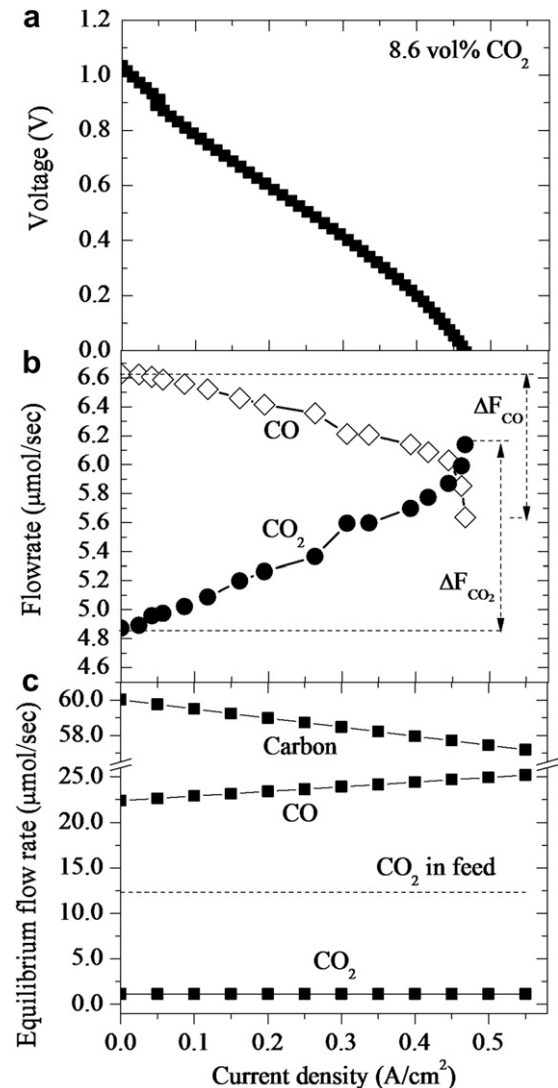 a
8.6 vol% CO₂
Voltage (V)
1.2
1.0
0.8
0.6
0.4
0.2
0.0
b
Flowrate (μmol/sec)
6.6
6.4
6.2
6.0
5.8
5.6
5.4
5.2
5.0
4.8
4.6
CO
CO₂
ΔF_CO
ΔF_CO₂
c
Equilibrium flow rate (μmol/sec)
60.0
58.0
25.0
22.0
15.0
10.0
5.0
0.0
Carbon
CO
CO₂ in feed
CO₂
0.0 0.1 0.2 0.3 0.4 0.5
Current density (A/cm²)